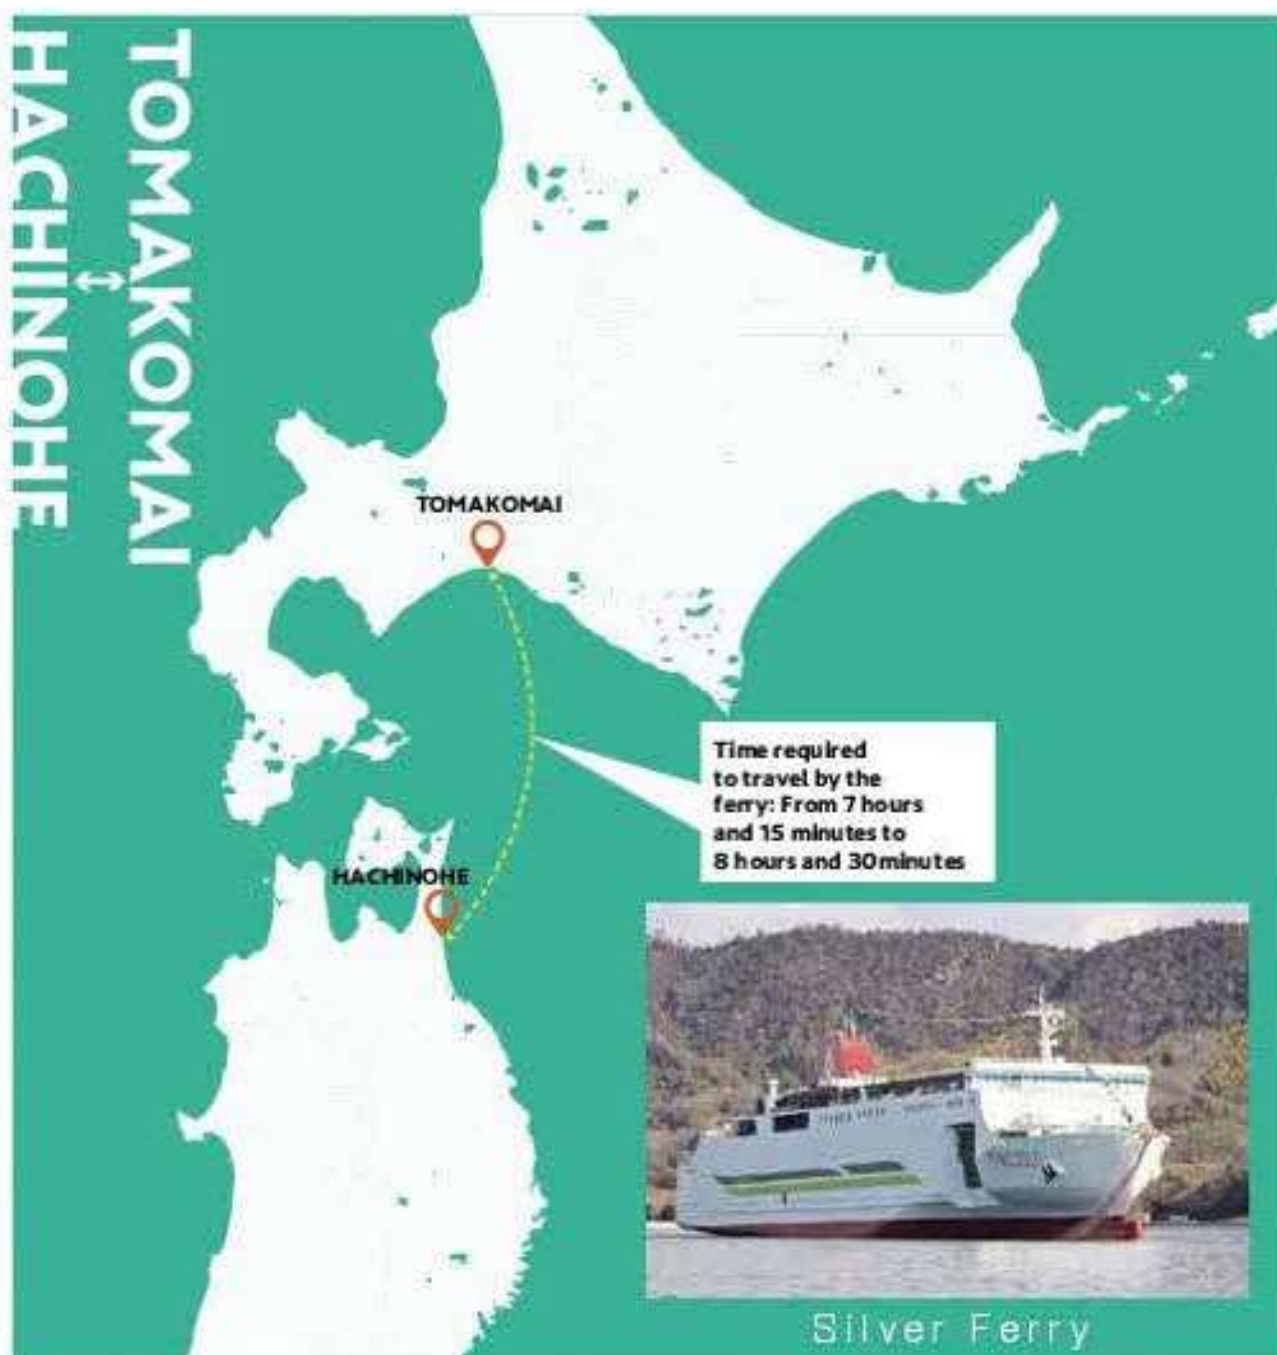 TOMAKOMAI
↔
HACHINOHE
TOMAKOMAI
Time required
to travel by the
ferry: From 7 hours
and 15 minutes to
8 hours and 30 minutes
HACHINOHE
Silver Ferry